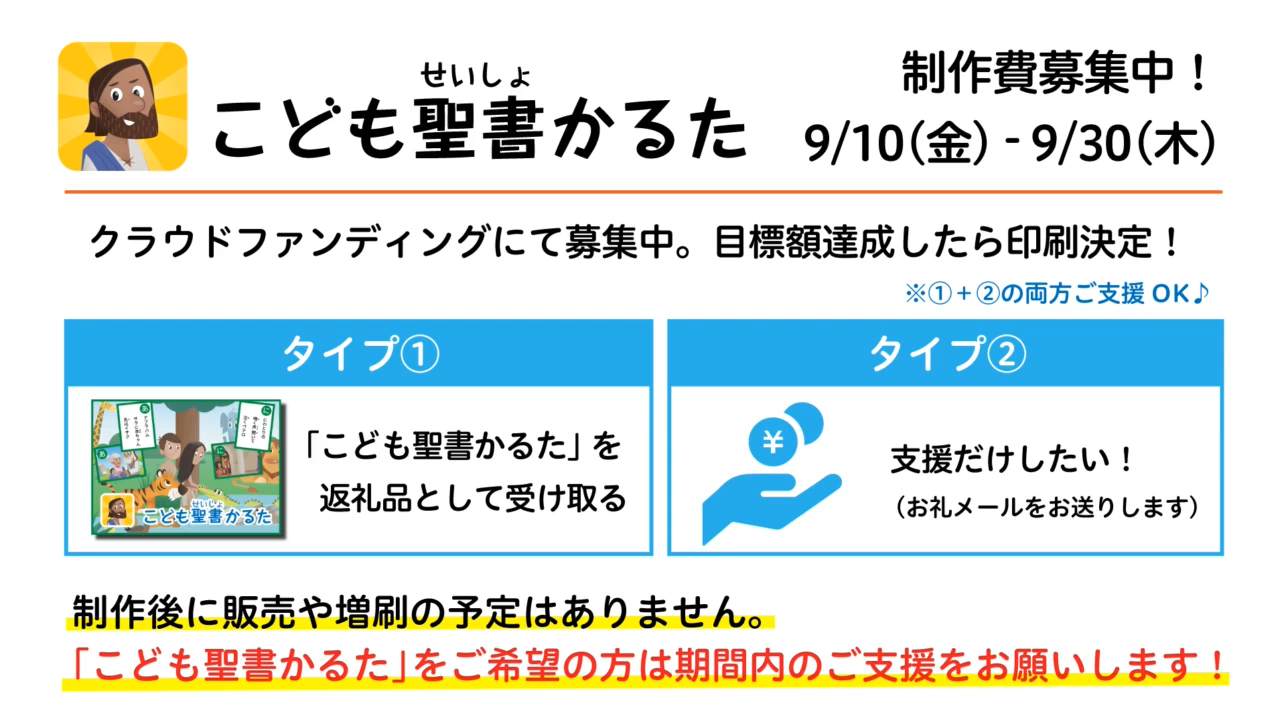 せいしょ
こども聖書かるた
制作費募集中！
9/10(金) - 9/30(木)
クラウドファンディングにて募集中。目標額達成したら印刷決定！
※①+②の両方ご支援 OK♪
タイプ①
あ
に
あ
に
せいしょ
こども聖書かるた
「こども聖書かるた」を
返礼品として受け取る
タイプ②
¥
支援だけしたい！
（お礼メールをお送りします）
制作後に販売や増刷の予定はありません。
「こども聖書かるた」をご希望の方は期間内のご支援をお願いします！